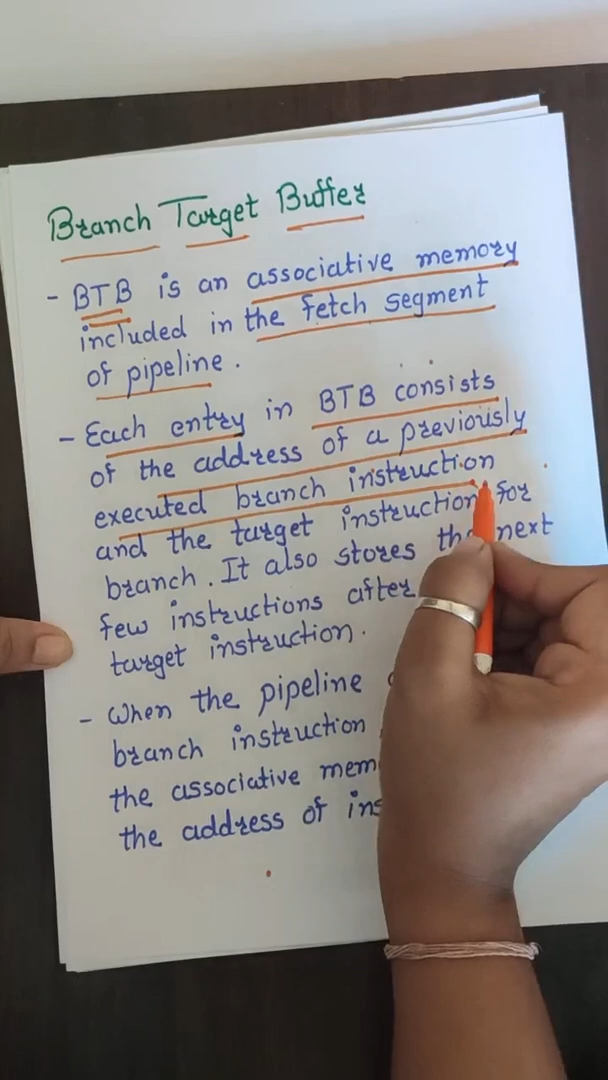 Branch Target Buffer
- BTB is an associative memory
included in the fetch segment
of pipeline.
- Each entry in BTB consists
of the address of a previously
executed branch instruction
and the target instruction for
branch. It also stores the next
few instructions after
target instruction.
- When the pipeline
branch instruction
the associative mem
the address of ins